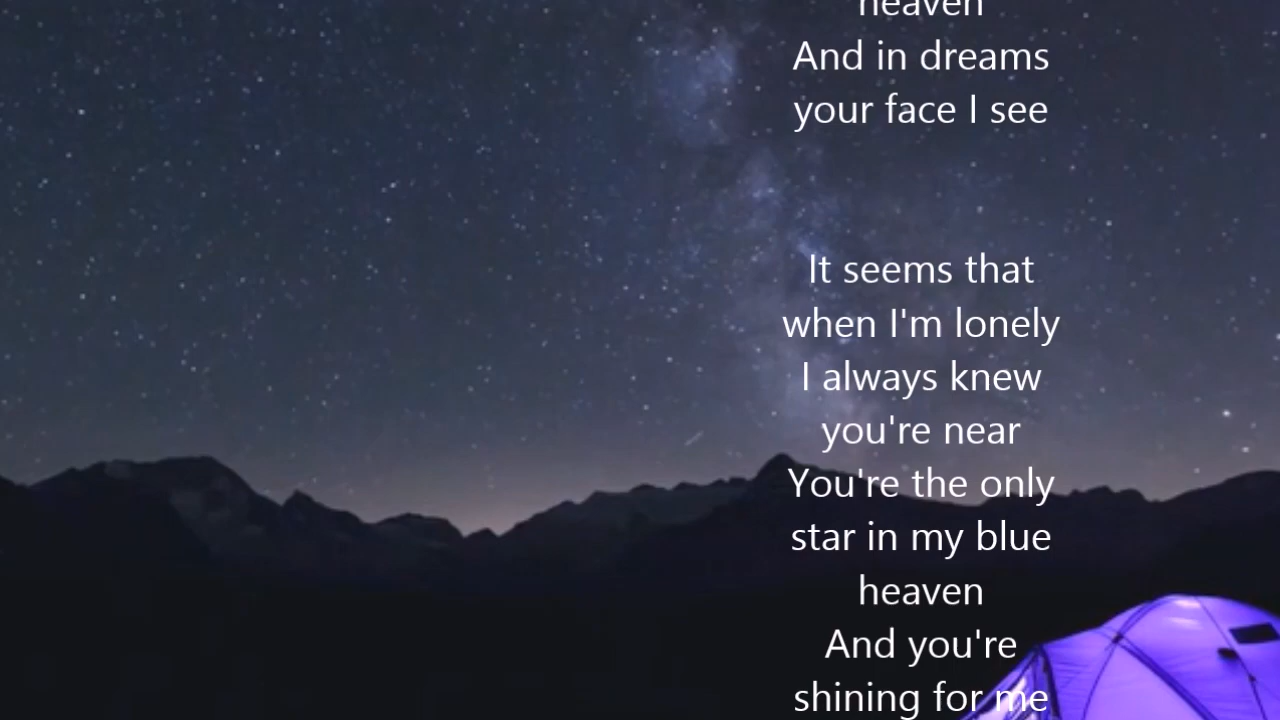 heaven
And in dreams
your face I see
It seems that
when I'm lonely
I always knew
you're near
You're the only
star in my blue
heaven
And you're
shining for me